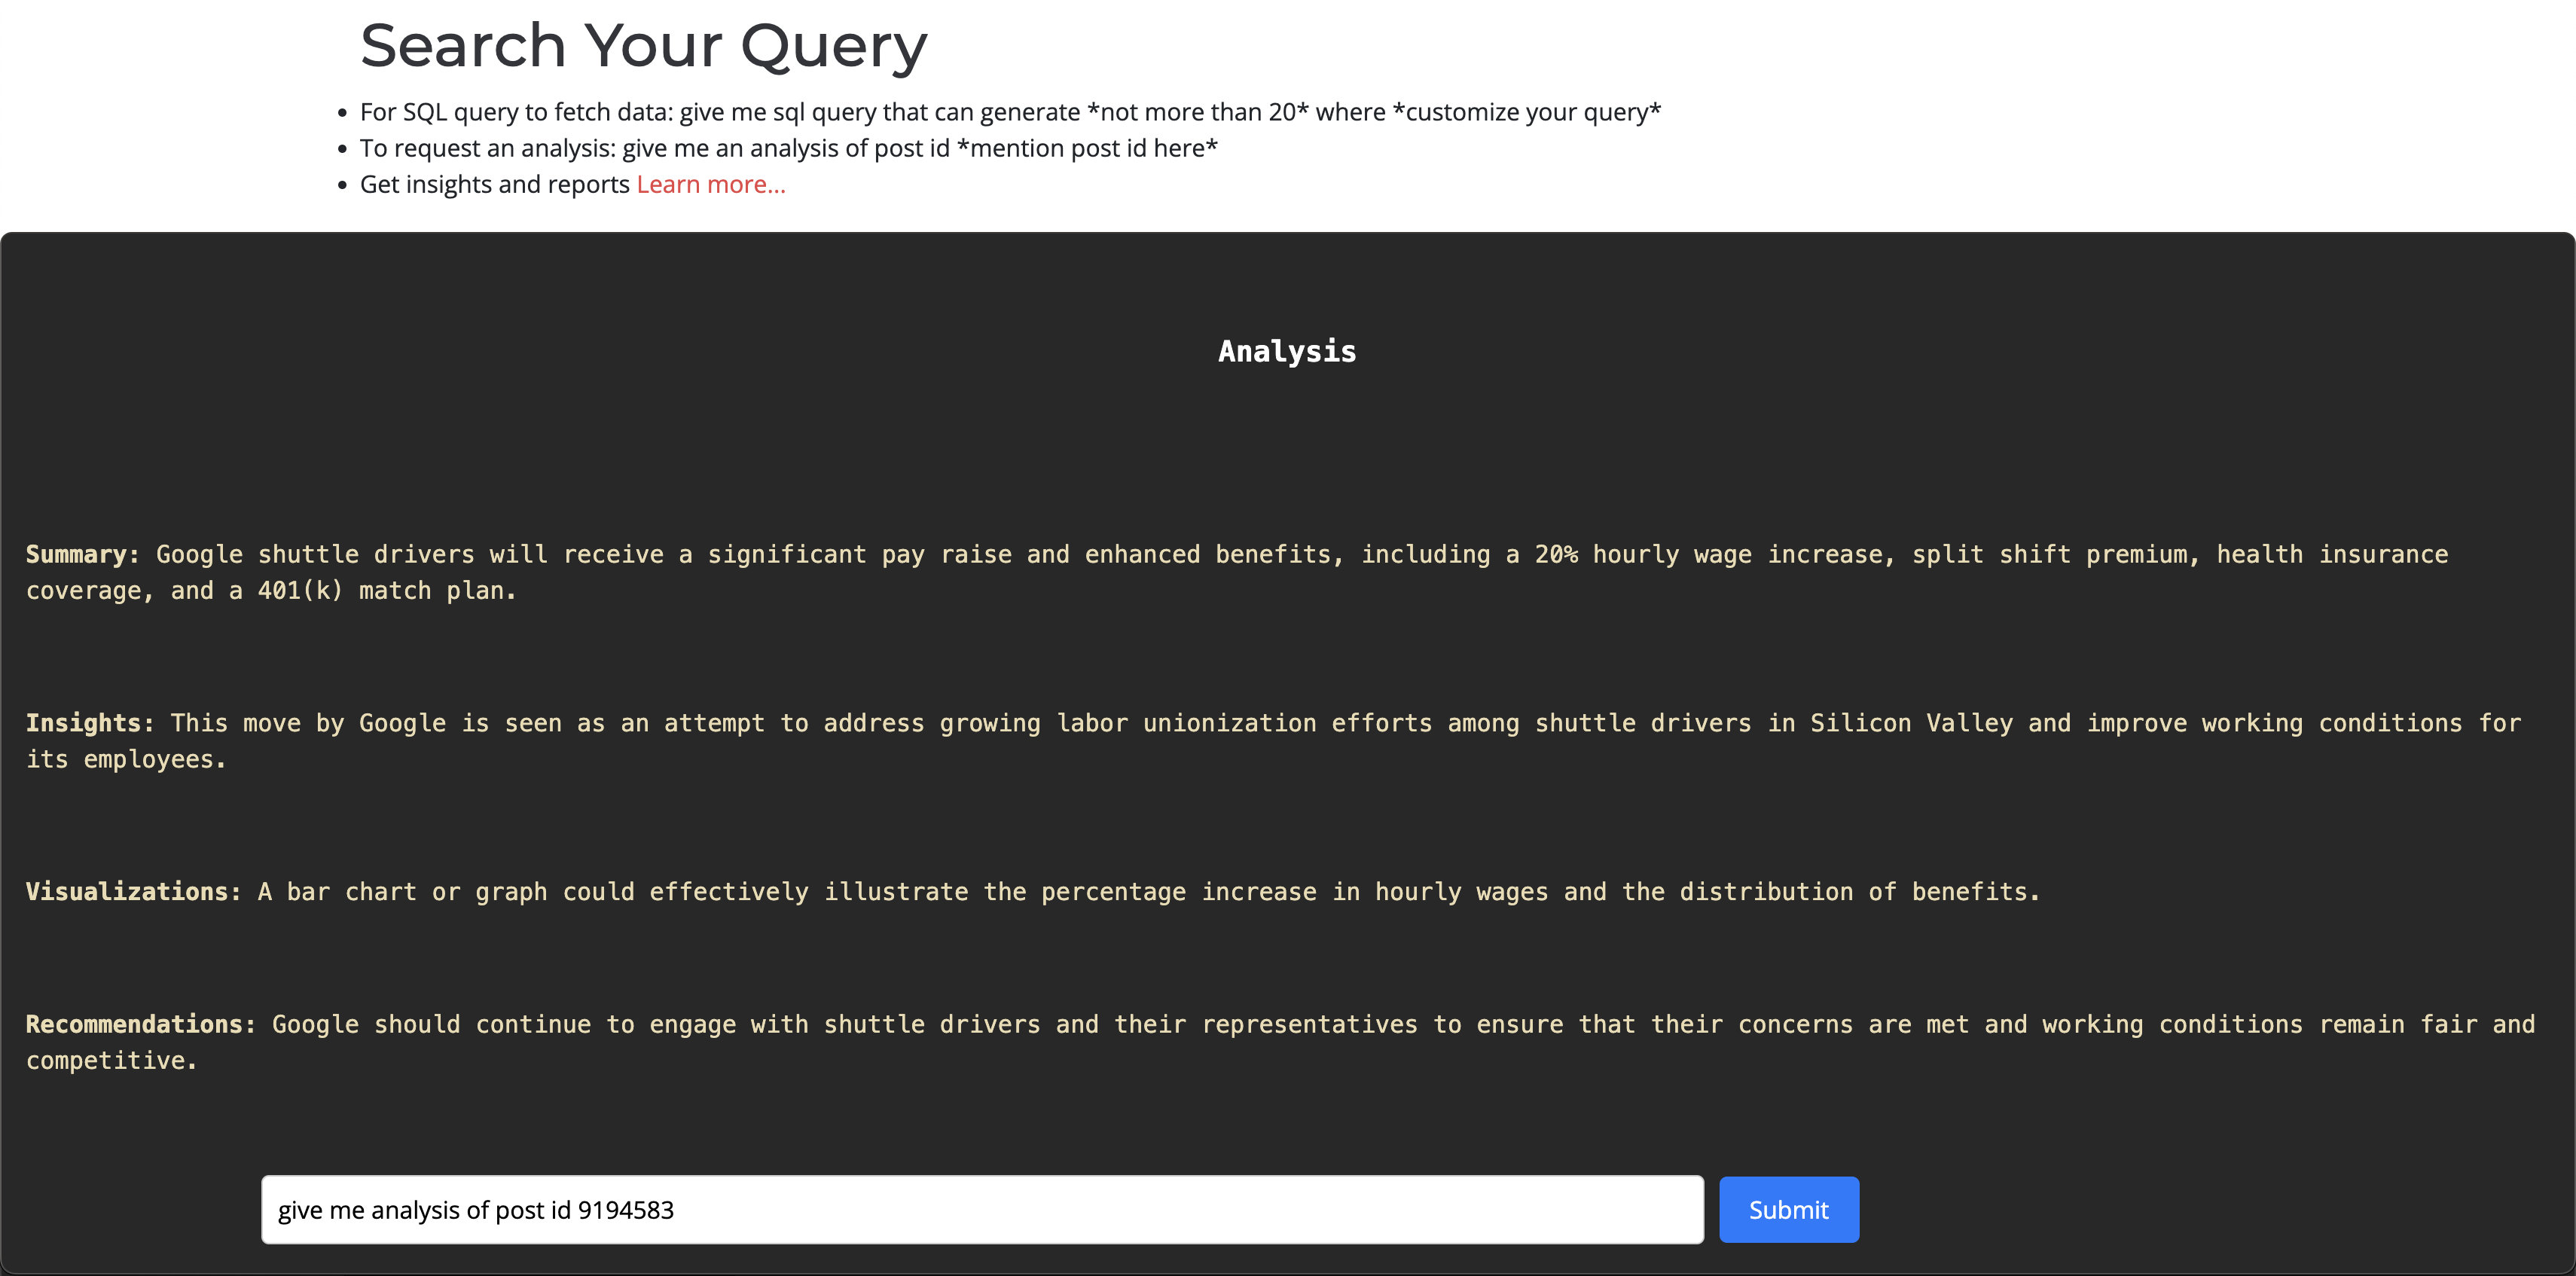 Search Your Query
• For SQL query to fetch data: give me sql query that can generate *not more than 20* where *customize your query*
• To request an analysis: give me an analysis of post id *mention post id here*
• Get insights and reports Learn more...
Analysis
Summary: Google shuttle drivers will receive a significant pay raise and enhanced benefits, including a 20% hourly wage increase, split shift premium, health insurance
coverage, and a 401(k) match plan.
Insights: This move by Google is seen as an attempt to address growing labor unionization efforts among shuttle drivers in Silicon Valley and improve working conditions for
its employees.
Visualizations: A bar chart or graph could effectively illustrate the percentage increase in hourly wages and the distribution of benefits.
Recommendations: Google should continue to engage with shuttle drivers and their representatives to ensure that their concerns are met and working conditions remain fair and
competitive.
give me analysis of post id 9194583
Submit